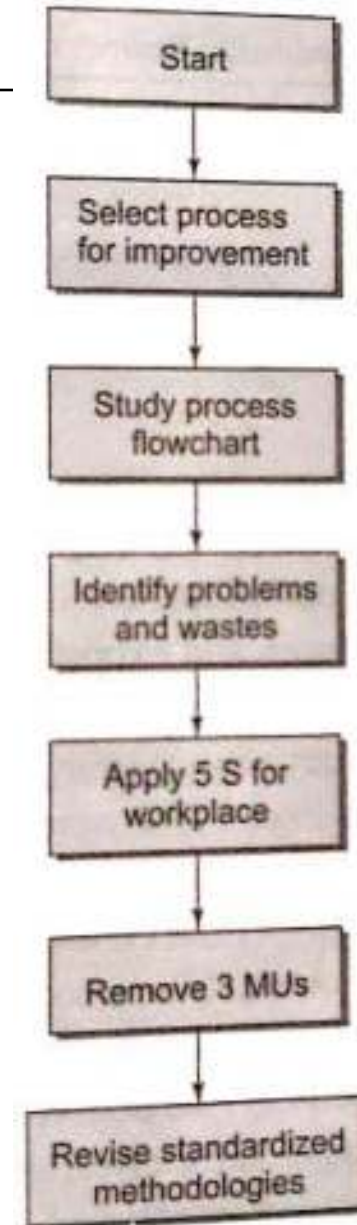 Start
Select process
for improvement
Study process
flowchart
Identify problems
and wastes
Apply 5 S for
workplace
Remove 3 MUs
Revise standardized
methodologies